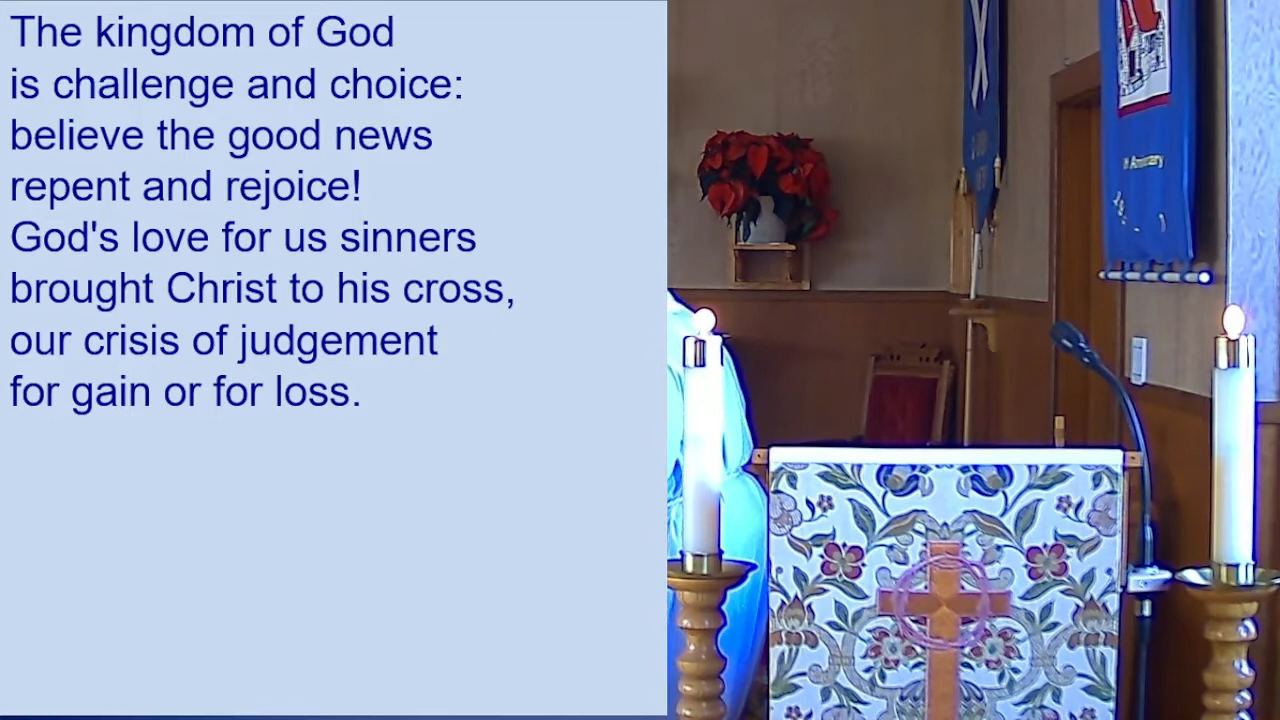 The kingdom of God
is challenge and choice:
believe the good news
repent and rejoice!
God's love for us sinners
brought Christ to his cross,
our crisis of judgement
for gain or for loss.